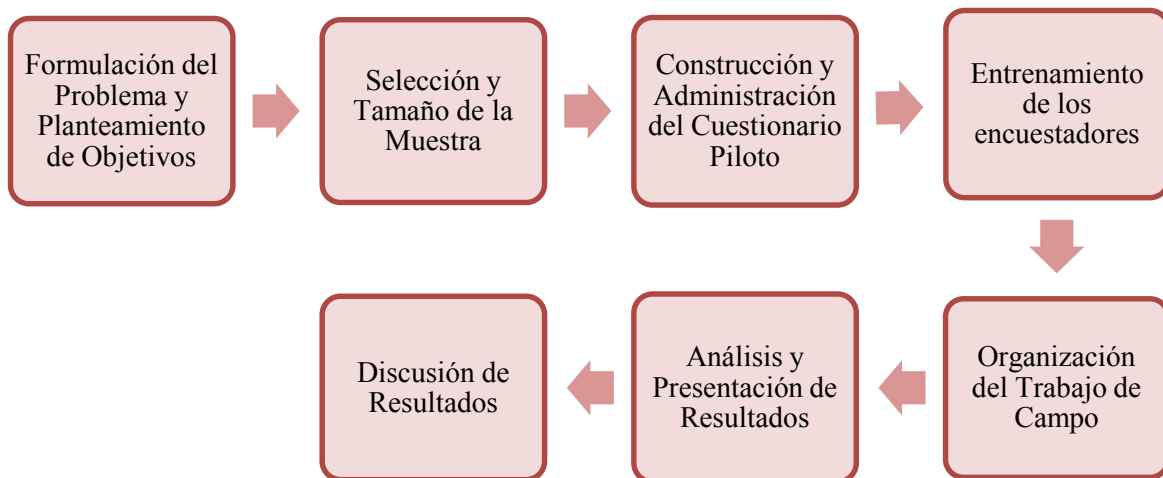 Formulación del
Problema y
Planteamiento
de Objetivos
Selección y
Tamaño de la
Muestra
Construcción y
Administración
del Cuestionario
Piloto
Entrenamiento
de los
encuestadores
Organización
del Trabajo de
Campo
Análisis y
Presentación de
Resultados
Discusión de
Resultados